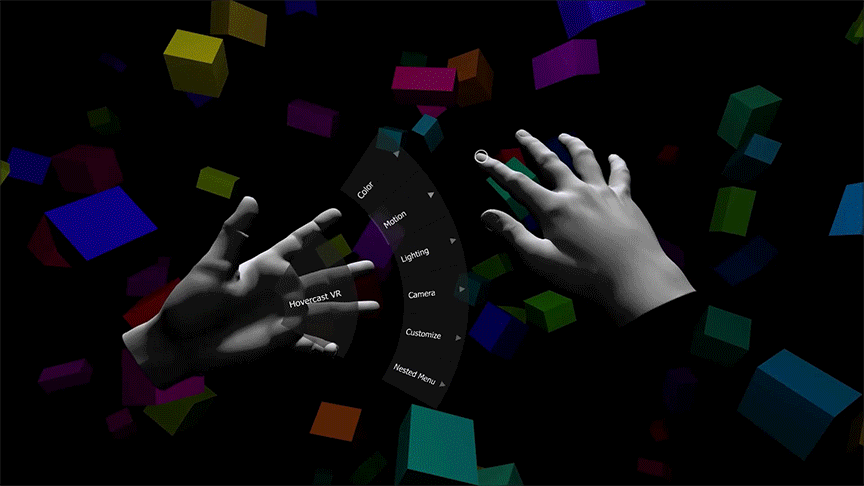 Hovercast VR
Color
Motion
Lighting
Camera
Customize
Nested Menu